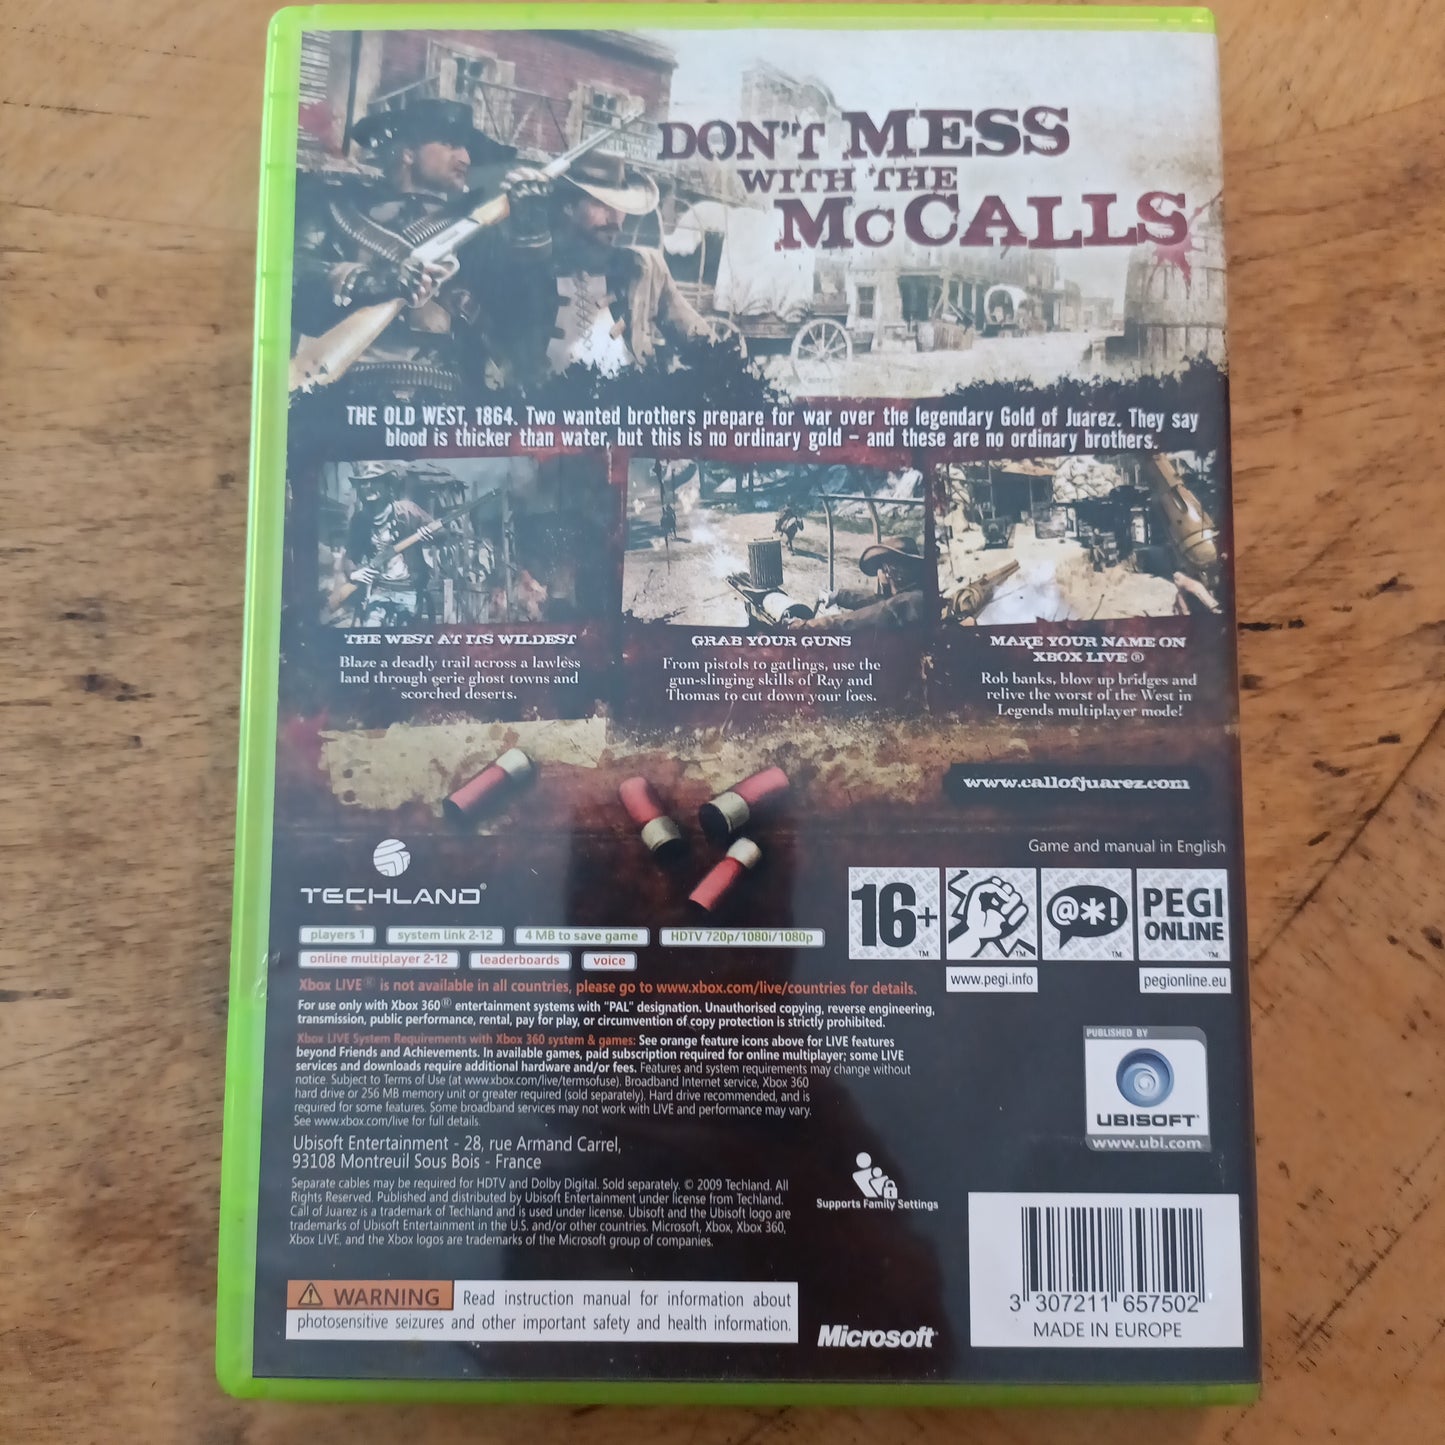 DON'T MESS
WITH THE
McCALLS
THE OLD WEST, 1864. Two wanted brothers prepare for war over the legendary Gold of Juarez. They say
blood is thicker than water, but this is no ordinary gold – and these are no ordinary brothers.
THE WEST AT ITS WILDEST
Blaze a deadly trail across a lawless
land through eerie ghost towns and
scorched deserts.
GRAB YOUR GUNS
From pistols to gatlings, use the
gun-slinging skills of Ray and
Thomas to cut down your foes.
MAKE YOUR NAME ON
XBOX LIVE ®
Rob banks, blow up bridges and
relive the worst of the West in
Legends multiplayer mode!
www.callofjuarez.com
Game and manual in English
TECHLAND®
16+
™
™
@*!
™
PEGI
ONLINE
™
www.pegi.info
pegionline.eu
players 1
system link 2-12
4 MB to save game
HDTV 720p/1080i/1080p
online multiplayer 2-12
leaderboards
voice
Xbox LIVE® is not available in all countries, please go to www.xbox.com/live/countries for details.
For use only with Xbox 360® entertainment systems with "PAL" designation. Unauthorised copying, reverse engineering,
transmission, public performance, rental, pay for play, or circumvention of copy protection is strictly prohibited.
Xbox LIVE System Requirements with Xbox 360 system & games: See orange feature icons above for LIVE features
beyond Friends and Achievements. In available games, paid subscription required for online multiplayer; some LIVE
services and downloads require additional hardware and/or fees. Features and system requirements may change without
notice. Subject to Terms of Use (at www.xbox.com/live/termsofuse). Broadband Internet service, Xbox 360
hard drive or 256 MB memory unit or greater required (sold separately). Hard drive recommended, and is
required for some features. Some broadband services may not work with LIVE and performance may vary.
See www.xbox.com/live for full details.
Ubisoft Entertainment - 28, rue Armand Carrel,
93108 Montreuil Sous Bois - France
Separate cables may be required for HDTV and Dolby Digital. Sold separately. © 2009 Techland. All
Rights Reserved. Published and distributed by Ubisoft Entertainment under license from Techland.
Call of Juarez is a trademark of Techland and is used under license. Ubisoft and the Ubisoft logo are
trademarks of Ubisoft Entertainment in the U.S. and/or other countries. Microsoft, Xbox, Xbox 360,
Xbox LIVE, and the Xbox logos are trademarks of the Microsoft group of companies.
PUBLISHED BY
UBISOFT
www.ubi.com
Supports Family Settings
WARNING Read instruction manual for information about
photosensitive seizures and other important safety and health information.
Microsoft
3 307211 657502
MADE IN EUROPE